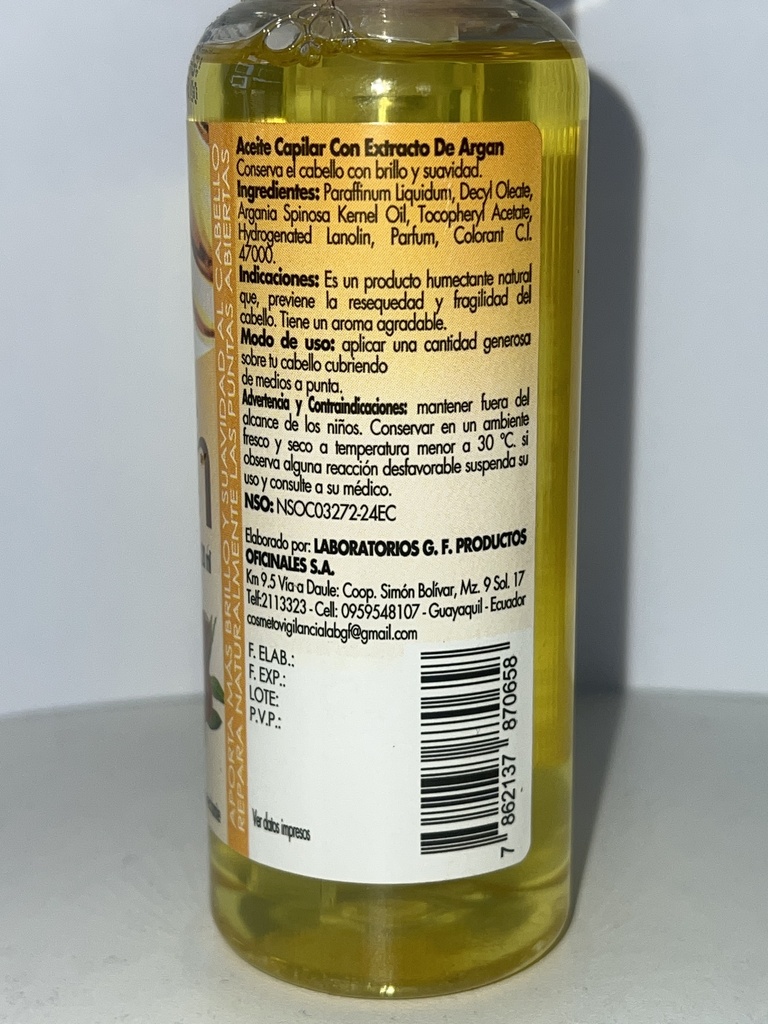 Aceite Capilar Con Extracto De Argan
Conserva el cabello con brillo y suavidad.
Ingredientes: Paraffinum Liquidum, Decyl Oleate,
Argania Spinosa Kernel Oil, Tocopheryl Acetate,
Hydrogenated Lanolin, Parfum, Colorant C.I.
47000.
Indicaciones: Es un producto humectante natural
que, previene la resequedad y fragilidad del
cabello. Tiene un aroma agradable.
Modo de uso: aplicar una cantidad generosa
sobre tu cabello cubriendo
de medios a punta.
Advertencia y Contraindicaciones: mantener fuera del
alcance de los niños. Conservar en un ambiente
fresco y seco a temperatura menor a 30 °C. si
observa alguna reacción desfavorable suspenda su
uso y consulte a su médico.
NSO: NSOC03272-24EC
Elaborado por: LABORATORIOS G. F. PRODUCTOS
OFICINALES S.A.
Km 9.5 Vía a Daule: Coop. Simón Bolívar, Mz. 9 Sol. 17
Telf:2113323 - Cell: 0959548107 - Guayaquil - Ecuador
cosmetovigilancialabgf@gmail.com
F. ELAB.:
F. EXP.:
LOTE:
P.V.P.:
Ver datos impresos
7 862137 870658
APORTA MÁS BRILLO Y SUAVIDAD AL CABELLO
REPARA NATURALMENTE LAS PUNTAS ABIERTAS